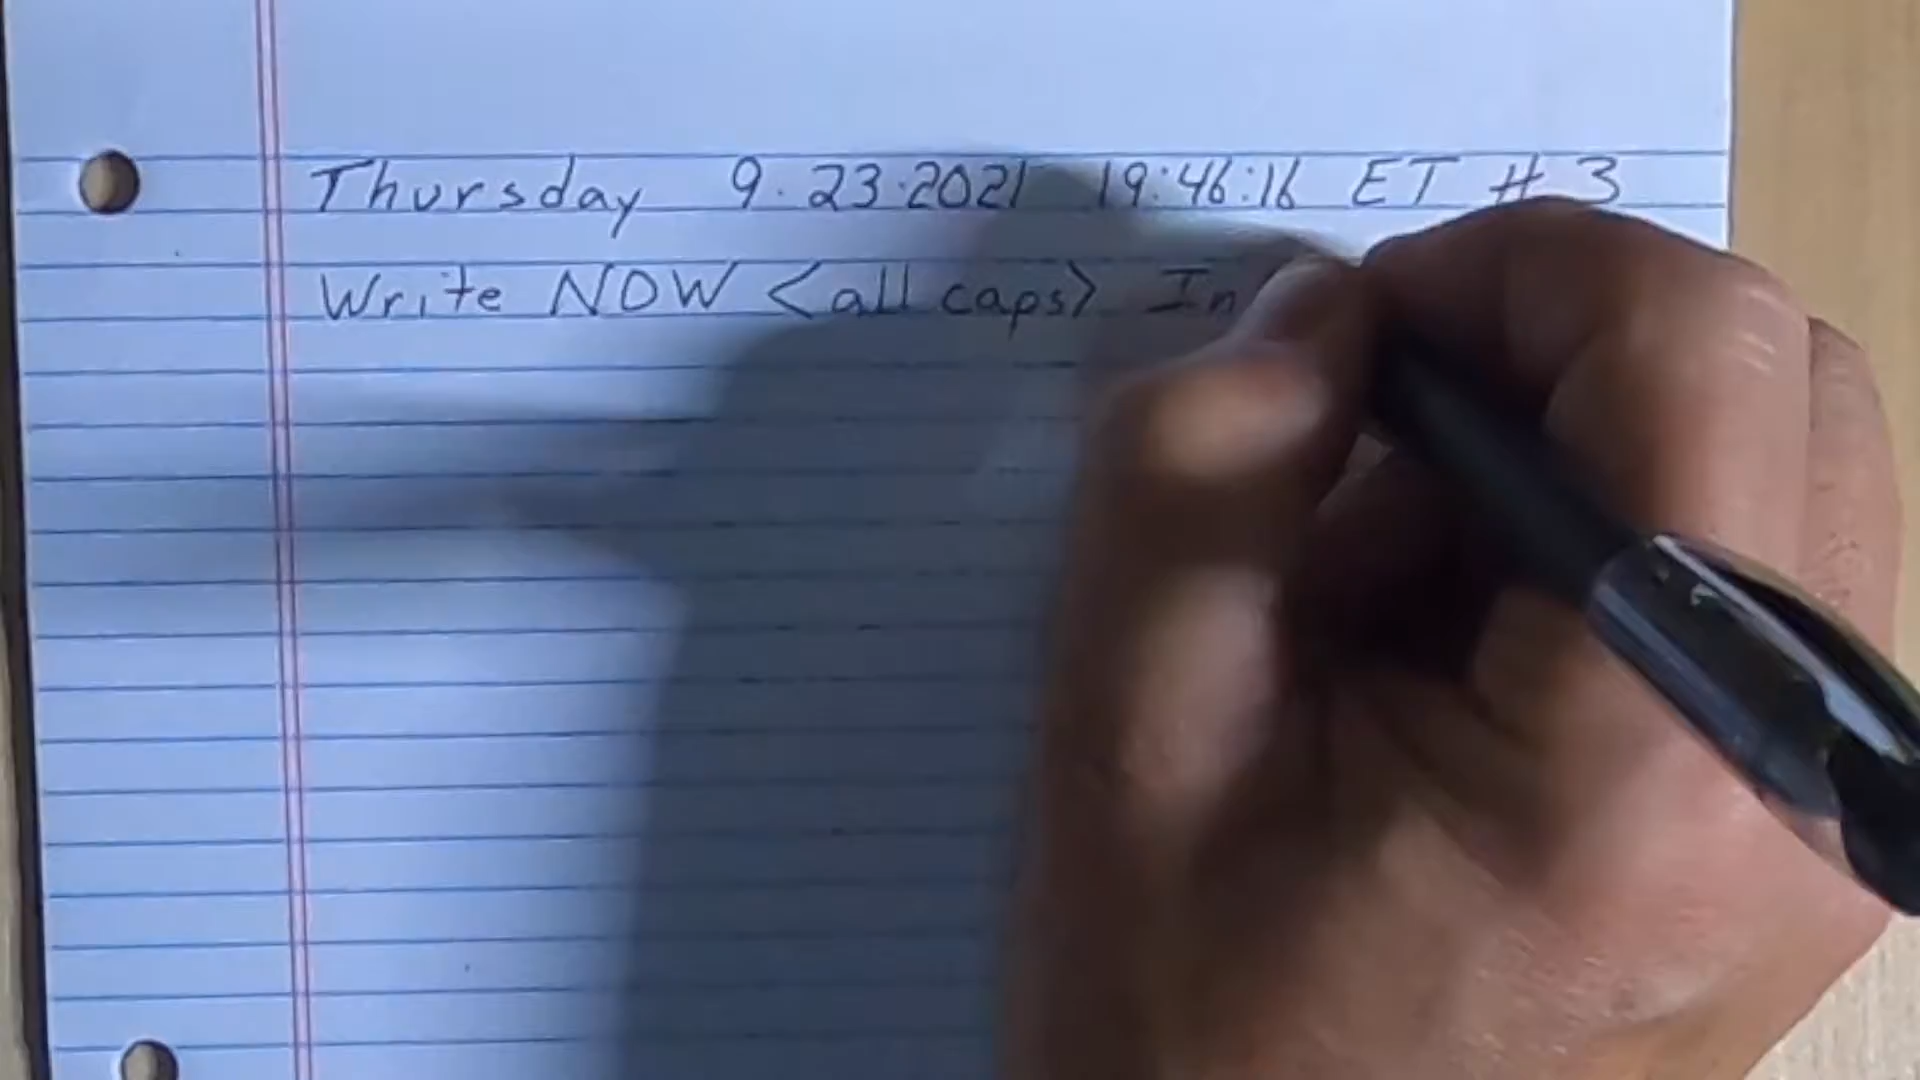 Thursday 9.23.2021 19:46:16 ET #3
Write NOW <all caps> In